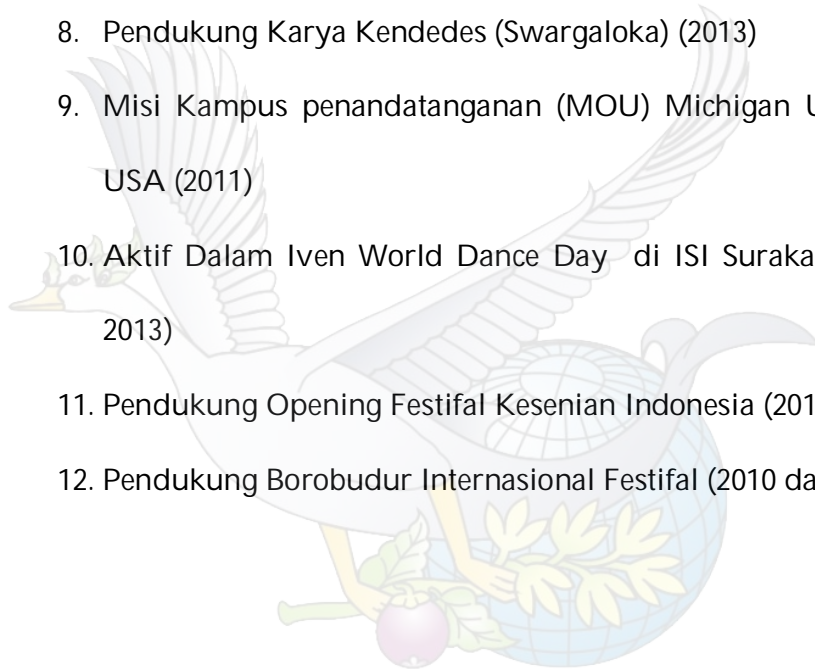 8. Pendukung Karya Kendedes (Swargaloka) (2013)
9. Misi Kampus penandatanganan (MOU) Michigan U
USA (2011)
10. Aktif Dalam Iven World Dance Day di ISI Suraka
2013)
11. Pendukung Opening Festifal Kesenian Indonesia (201
12. Pendukung Borobudur Internasional Festifal (2010 da